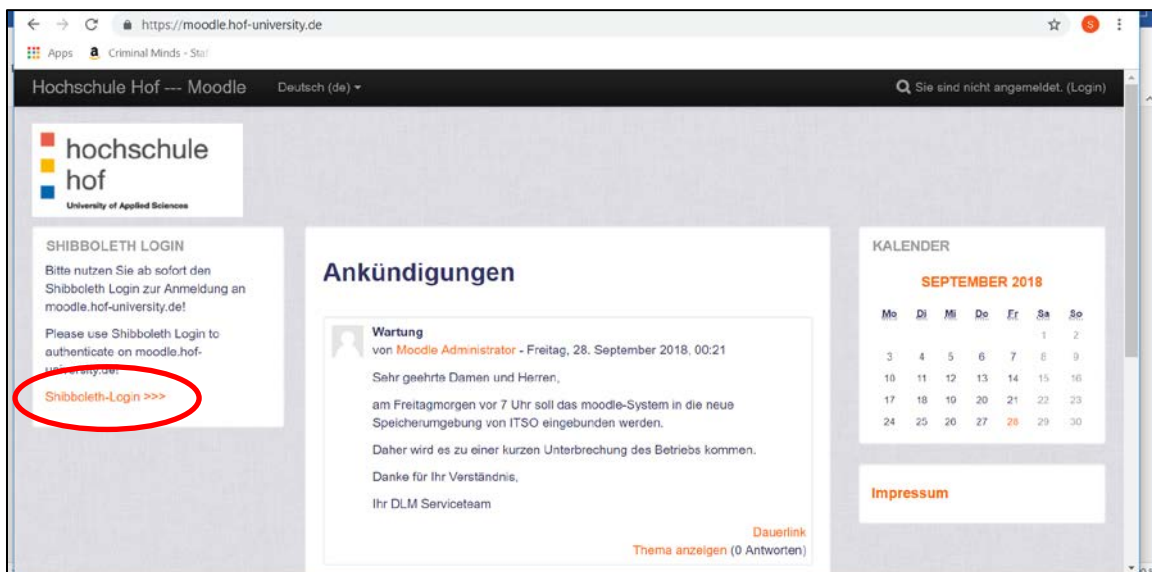 https://moodle.hof-university.de
S
Apps
a Criminal Minds - Sta
Hochschule Hof --- Moodle
Deutsch (de)
Sie sind nicht angemeldet. (Login)
hochschule
hof
University of Applied Sciences
SHIBBOLETH LOGIN
Bitte nutzen Sie ab sofort den
Shibboleth Login zur Anmeldung an
moodle.hof-university.de!
Please use Shibboleth Login to
authenticate on moodle.hof-
university.de!
Shibboleth-Login >>>
Ankündigungen
Wartung
von Moodle Administrator - Freitag, 28. September 2018, 00:21
Sehr geehrte Damen und Herren,
am Freitagmorgen vor 7 Uhr soll das moodle-System in die neue
Speicherumgebung von ITSO eingebunden werden.
Daher wird es zu einer kurzen Unterbrechung des Betriebs kommen.
Danke für Ihr Verständnis,
Ihr DLM Serviceteam
Dauerlink
Thema anzeigen (0 Antworten)
KALENDER
SEPTEMBER 2018
Mo Di Mi Do Fr Sa So
1 2
3 4 5 6 7 8 9
10 11 12 13 14 15 16
17 18 19 20 21 22 23
24 25 26 27 28 29 30
Impressum